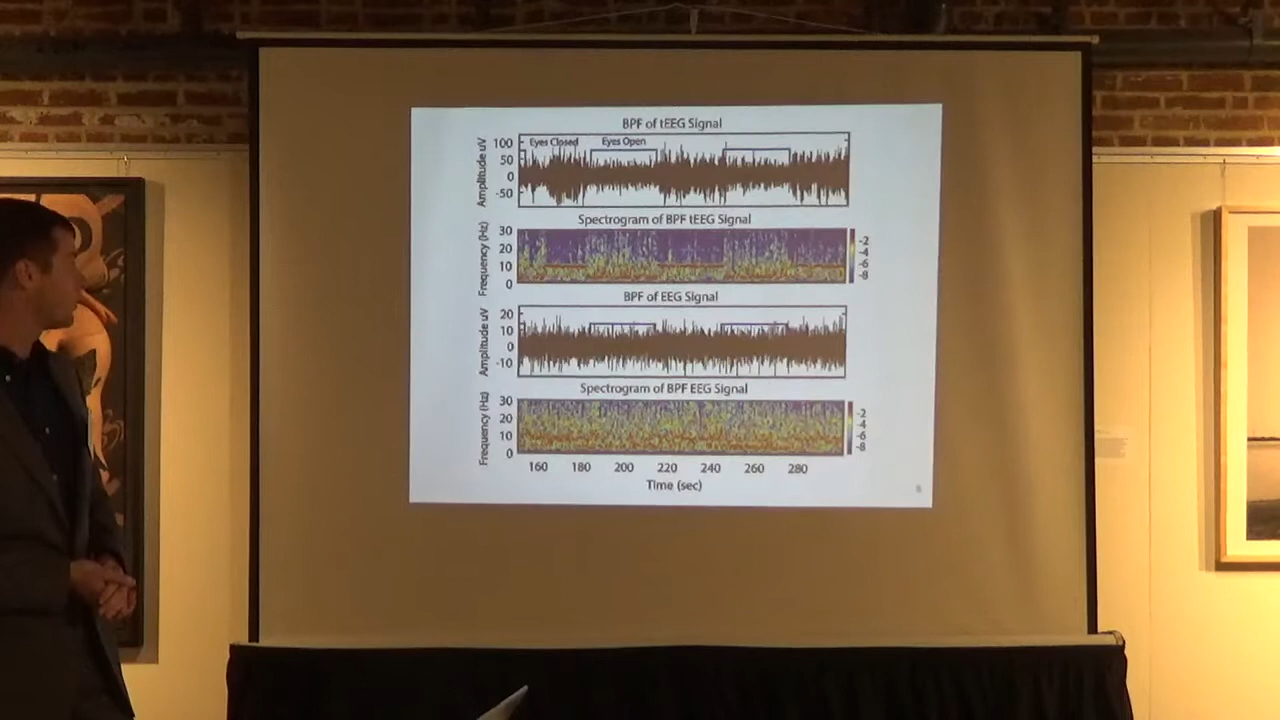 BPF of tEEG Signal
Amplitude uV
100
50
0
-50
Eyes Closed
Eyes Open
Spectrogram of BPF tEEG Signal
Frequency (Hz)
30
20
10
0
-2
-4
-6
-8
BPF of EEG Signal
Amplitude uV
20
10
0
-10
Spectrogram of BPF EEG Signal
Frequency (Hz)
30
20
10
0
-2
-4
-6
-8
160 180 200 220 240 260 280
Time (sec)